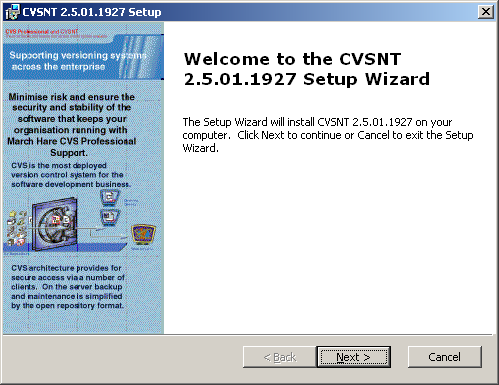 CVSNT 2.5.01.1927 Setup
CVS Professional and CVSNT
Supporting versioning systems
across the enterprise
Minimise risk and ensure the
security and stability of the
software that keeps your
organisation running with
March Hare CVS Professional
Support.
CVS is the most deployed
version control system for the
software development business.
CVS architecture provides for
secure access via a number of
clients. On the server backup
and maintenance is simplified
by the open repository format.
Welcome to the CVSNT
2.5.01.1927 Setup Wizard
The Setup Wizard will install CVSNT 2.5.01.1927 on your
computer. Click Next to continue or Cancel to exit the Setup
Wizard.
< Back
Next >
Cancel